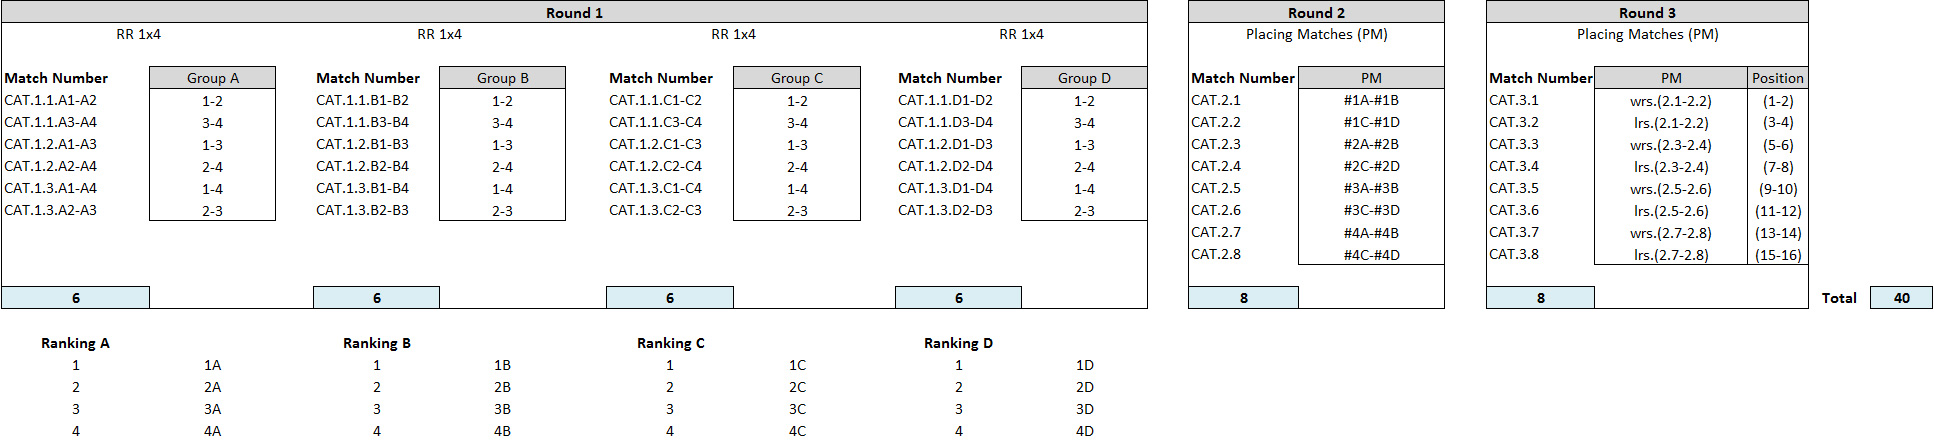 Round 1 Round 2 Round 3
RR 1x4 RR 1x4 RR 1x4 RR 1x4 Placing Matches (PM) Placing Matches (PM)
Match Number Group A Match Number Group B Match Number Group C Match Number Group D Match Number PM Match Number PM Position
CAT.1.1.A1-A2 1-2 CAT.1.1.B1-B2 1-2 CAT.1.1.C1-C2 1-2 CAT.1.1.D1-D2 1-2 CAT.2.1 #1A-#1B CAT.3.1 wrs.(2.1-2.2) (1-2)
CAT.1.1.A3-A4 3-4 CAT.1.1.B3-B4 3-4 CAT.1.1.C3-C4 3-4 CAT.1.1.D3-D4 3-4 CAT.2.2 #1C-#1D CAT.3.2 lrs.(2.1-2.2) (3-4)
CAT.1.2.A1-A3 1-3 CAT.1.2.B1-B3 1-3 CAT.1.2.C1-C3 1-3 CAT.1.2.D1-D3 1-3 CAT.2.3 #2A-#2B CAT.3.3 wrs.(2.3-2.4) (5-6)
CAT.1.2.A2-A4 2-4 CAT.1.2.B2-B4 2-4 CAT.1.2.C2-C4 2-4 CAT.1.2.D2-D4 2-4 CAT.2.4 #2C-#2D CAT.3.4 lrs.(2.3-2.4) (7-8)
CAT.1.3.A1-A4 1-4 CAT.1.3.B1-B4 1-4 CAT.1.3.C1-C4 1-4 CAT.1.3.D1-D4 1-4 CAT.2.5 #3A-#3B CAT.3.5 wrs.(2.5-2.6) (9-10)
CAT.1.3.A2-A3 2-3 CAT.1.3.B2-B3 2-3 CAT.1.3.C2-C3 2-3 CAT.1.3.D2-D3 2-3 CAT.2.6 #3C-#3D CAT.3.6 lrs.(2.5-2.6) (11-12)
CAT.2.7 #4A-#4B CAT.3.7 wrs.(2.7-2.8) (13-14)
CAT.2.8 #4C-#4D CAT.3.8 lrs.(2.7-2.8) (15-16)
6 6 6 6 8 8 Total 40
Ranking A Ranking B Ranking C Ranking D
1 1A 1 1B 1 1C 1 1D
2 2A 2 2B 2 2C 2 2D
3 3A 3 3B 3 3C 3 3D
4 4A 4 4B 4 4C 4 4D